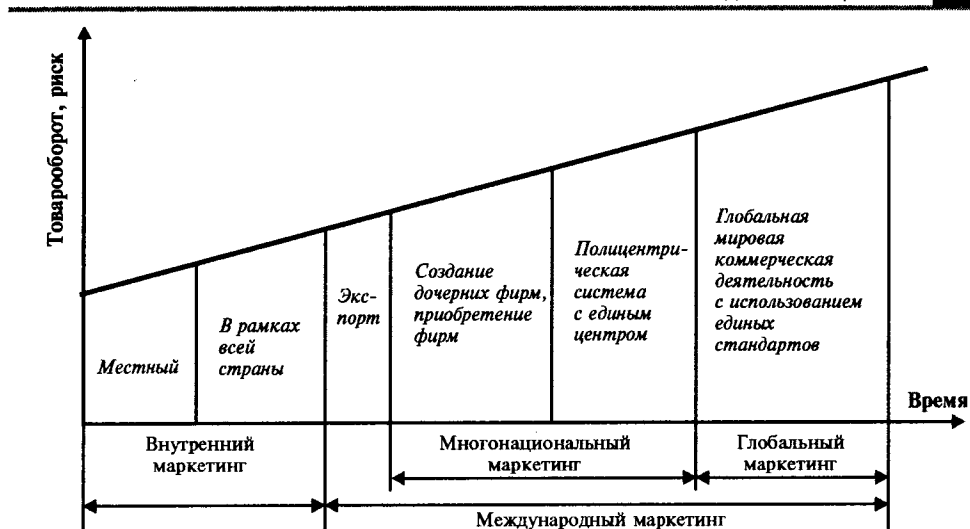 Товарооборот, риск
Местный
В рамках
всей
страны
Экс-
порт
Создание
дочерних фирм,
приобретение
фирм
Полицентри-
ческая
система
с единым
центром
Глобальная
мировая
коммерческая
деятельность
с использованием
единых
стандартов
Время
Внутренний
маркетинг
Многонациональный
маркетинг
Глобальный
маркетинг
Международный маркетинг